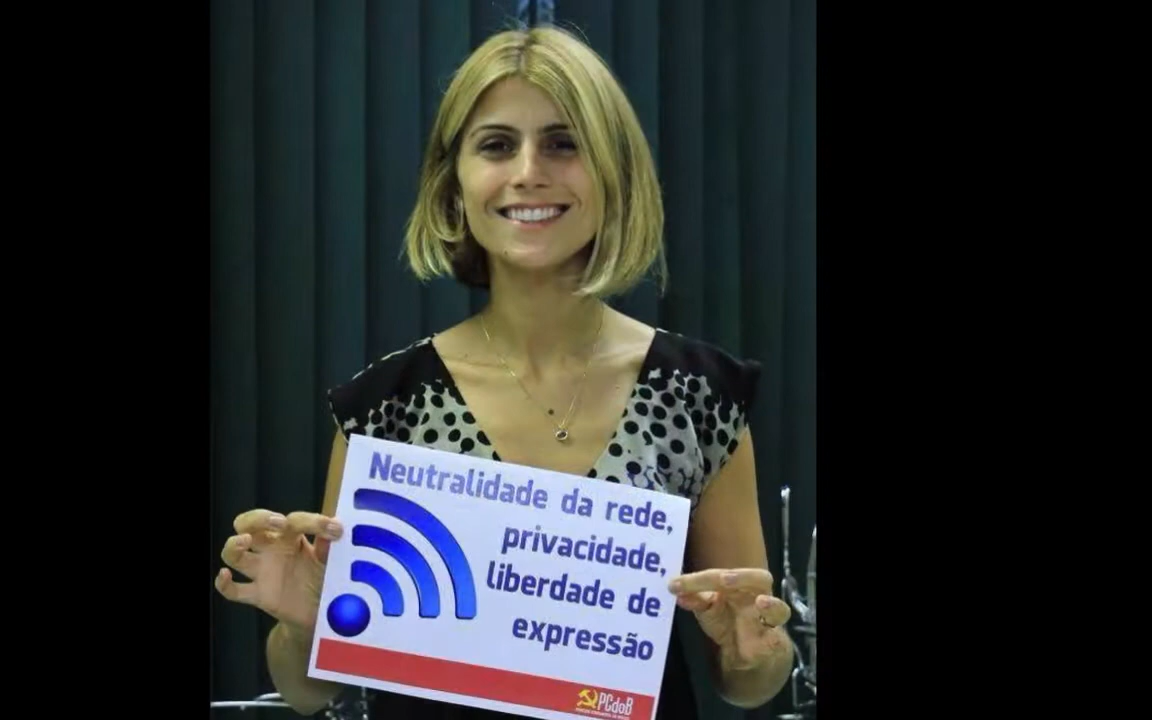 Neutralidade da rede,
privacidade,
liberdade de
expressão
PCdoB